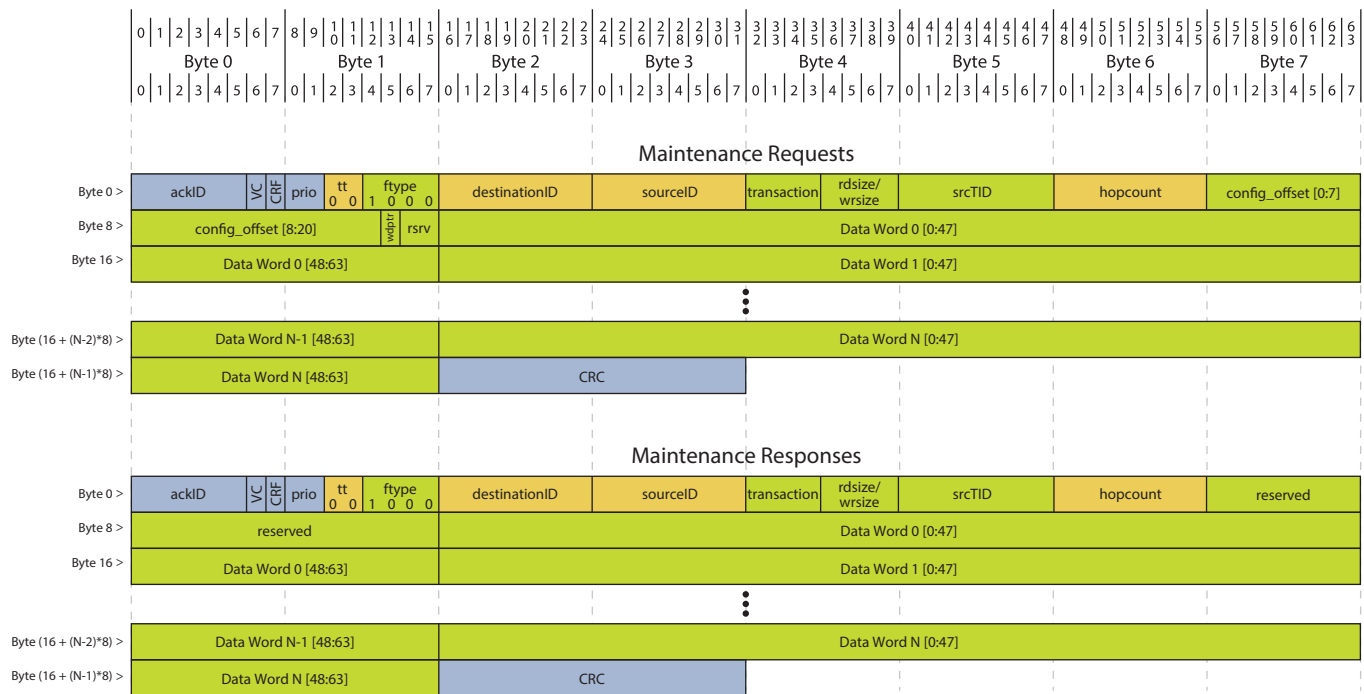 0 1 2 3 4 5 6 7 8 9 10 11 12 13 14 15 16 17 18 19 20 21 22 23 24 25 26 27 28 29 30 31 32 33 34 35 36 37 38 39 40 41 42 43 44 45 46 47 48 49 50 51 52 53 54 55 56 57 58 59 60 61 62 63
Byte 0 Byte 1 Byte 2 Byte 3 Byte 4 Byte 5 Byte 6 Byte 7
0 1 2 3 4 5 6 7 0 1 2 3 4 5 6 7 0 1 2 3 4 5 6 7 0 1 2 3 4 5 6 7 0 1 2 3 4 5 6 7 0 1 2 3 4 5 6 7 0 1 2 3 4 5 6 7 0 1 2 3 4 5 6 7
Maintenance Requests
Byte 0 > ackID VC CRF prio tt 0 0 ftype 1 0 0 0 destinationID sourceID transaction rdsize/ wrsize srcTID hopcount config_offset [0:7]
Byte 8 > config_offset [8:20] wdptr rsrv Data Word 0 [0:47]
Byte 16 > Data Word 0 [48:63] Data Word 1 [0:47]
Byte (16 + (N-2)*8) > Data Word N-1 [48:63] Data Word N [0:47]
Byte (16 + (N-1)*8) > Data Word N [48:63] CRC
Maintenance Responses
Byte 0 > ackID VC CRF prio tt 0 0 ftype 1 0 0 0 destinationID sourceID transaction rdsize/ wrsize srcTID hopcount reserved
Byte 8 > reserved Data Word 0 [0:47]
Byte 16 > Data Word 0 [48:63] Data Word 1 [0:47]
Byte (16 + (N-2)*8) > Data Word N-1 [48:63] Data Word N [0:47]
Byte (16 + (N-1)*8) > Data Word N [48:63] CRC